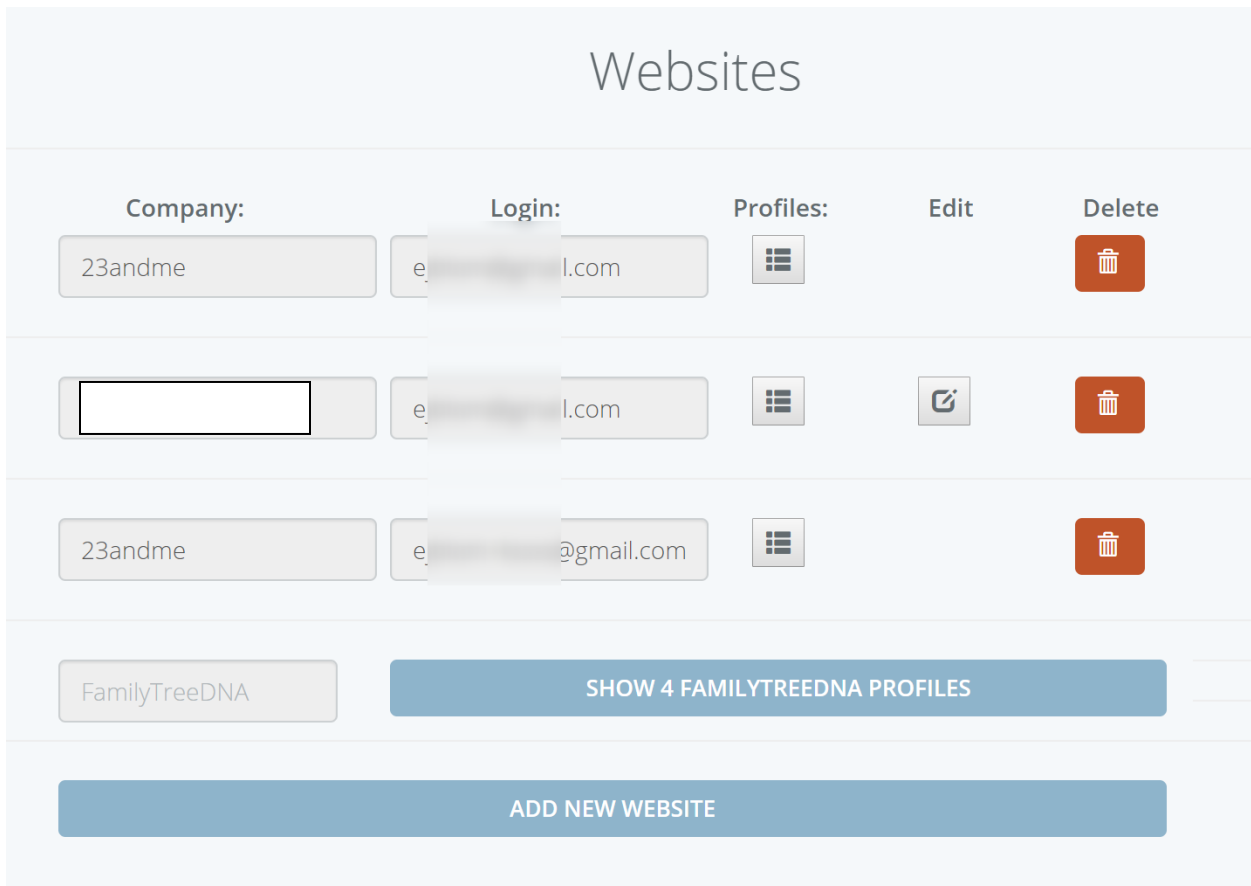 Websites
Company: Login: Profiles: Edit Delete
23andme e l.com
e l.com
23andme e @gmail.com
FamilyTreeDNA SHOW 4 FAMILYTREEDNA PROFILES
ADD NEW WEBSITE